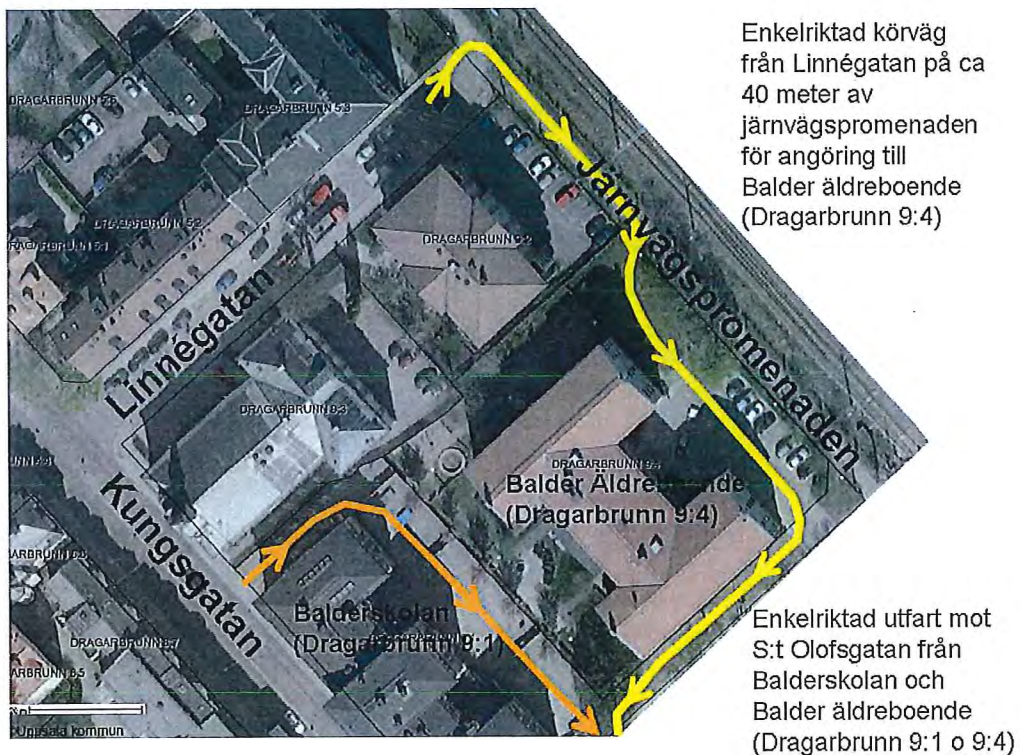 Enkelriktad körväg
från Linnégatan på ca
40 meter av
järnvägspromenaden
för angöring till
Balder äldreboende
(Dragarbrunn 9:4)
DRAGARBRUNN 5:3
DRAGARBRUNN 5:2
DRAGARBRUNN 9:2
Järnvägspromenaden
Linnégatan
DRAGARBRUNN 9:3
Kungsgatan
DRAGARBRUNN 9:4
Balder Äldreboende
(Dragarbrunn 9:4)
Balderskolan
(Dragarbrunn 9:1)
Enkelriktad utfart mot
S:t Olofsgatan från
Balderskolan och
Balder äldreboende
(Dragarbrunn 9:1 o 9:4)
Uppsala kommun